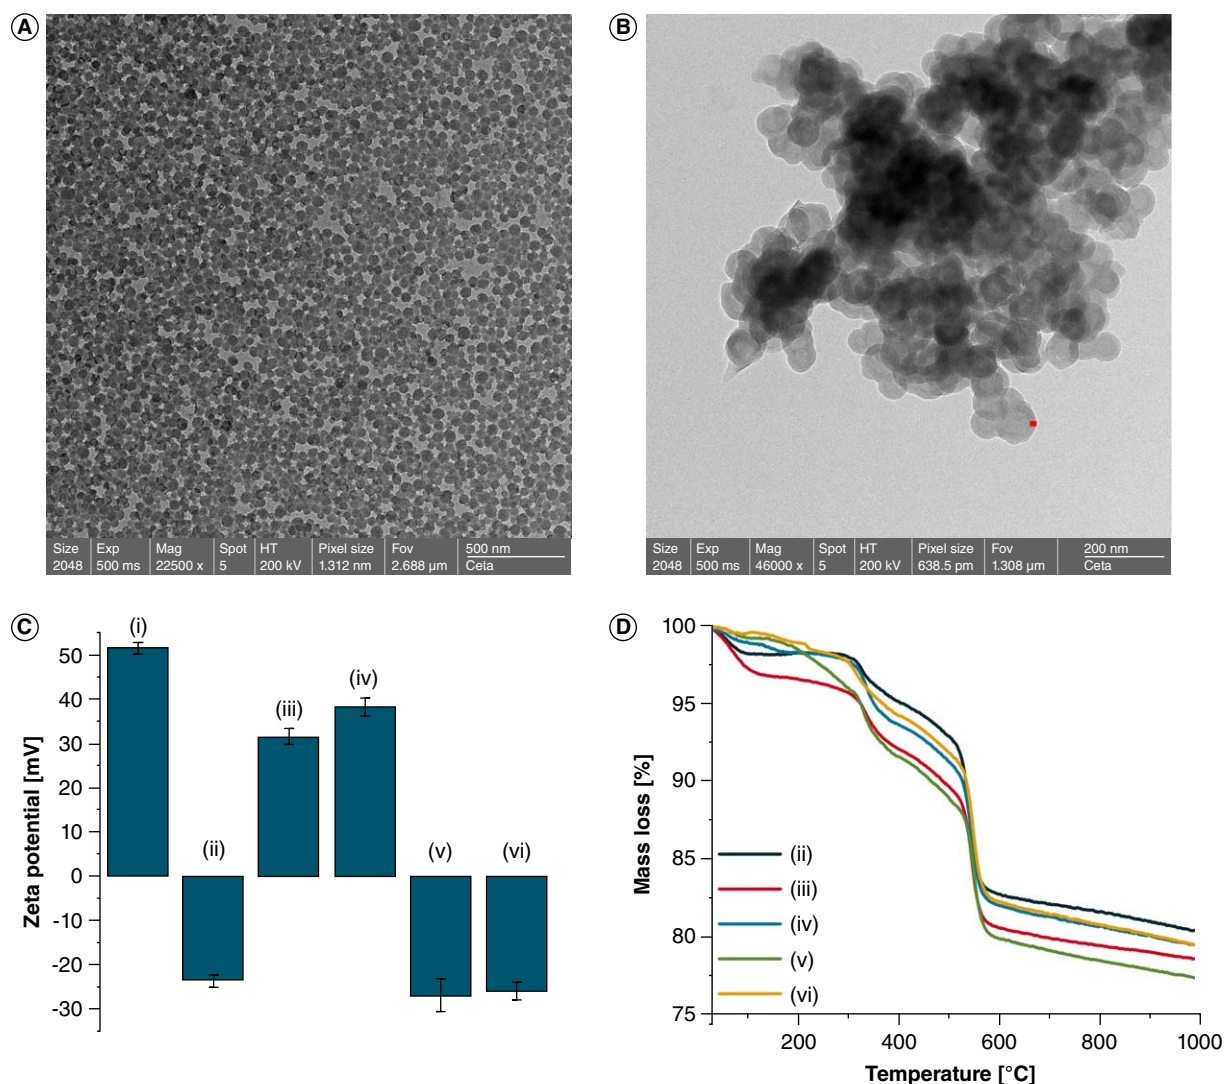 A
B
Size Exp Mag Spot HT Pixel size Fov 500 nm
2048 500 ms 22500 x 5 200 kV 1.312 nm 2.688 µm Ceta
Size Exp Mag Spot HT Pixel size Fov 200 nm
2048 500 ms 46000 x 5 200 kV 638.5 pm 1.308 µm Ceta
C
Zeta potential [mV]
50
40
30
20
10
0
-10
-20
-30
(i)
(ii)
(iii)
(iv)
(v)
(vi)
D
Mass loss [%]
100
95
90
85
80
75
(ii)
(iii)
(iv)
(v)
(vi)
200 400 600 800 1000
Temperature [°C]